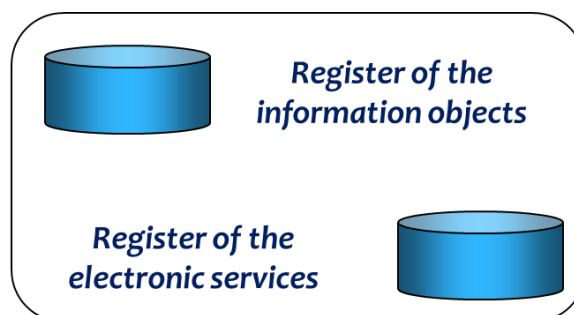 Register of the
information objects
Register of the
electronic services